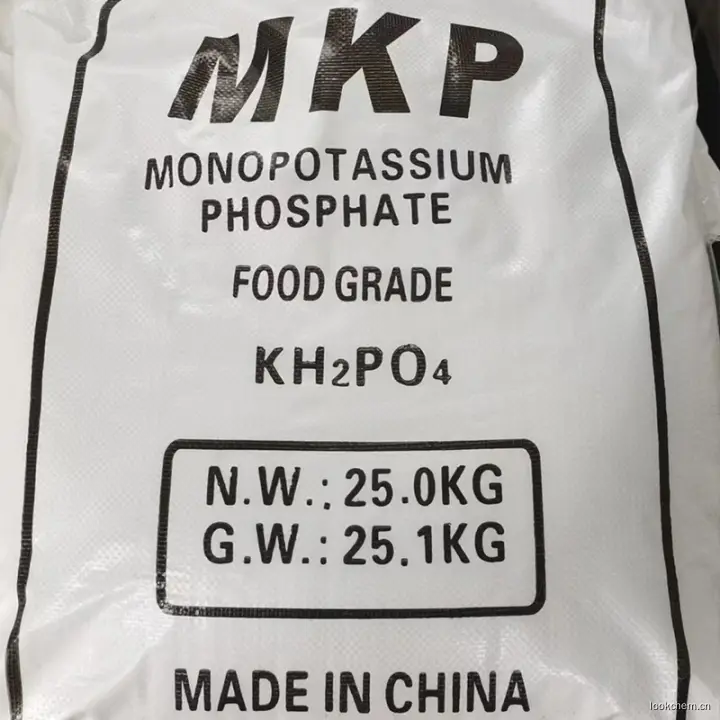 MKP
MONOPOTASSIUM
PHOSPHATE
FOOD GRADE
KH₂PO₄
N.W.: 25.0KG
G.W.: 25.1KG
MADE IN CHINA
lookchem.cn